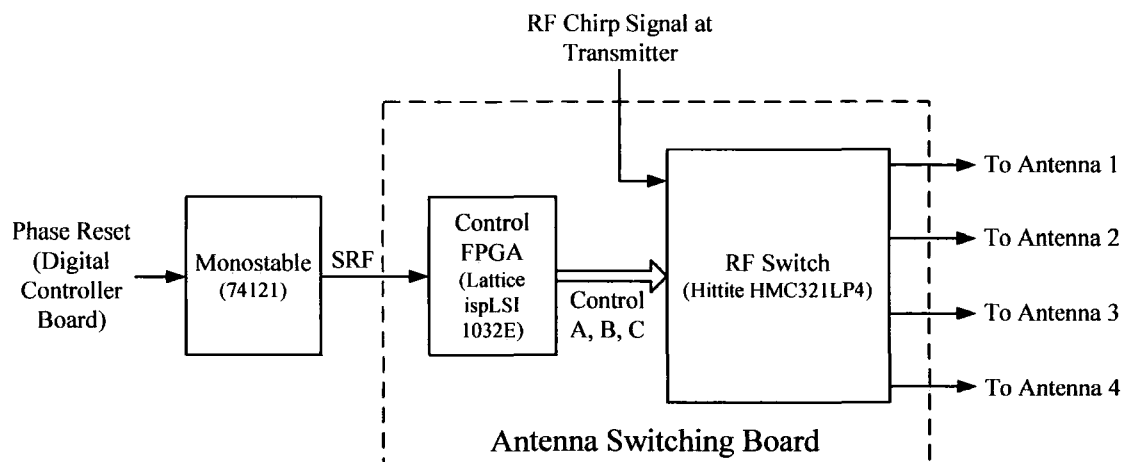 RF Chirp Signal at
Transmitter
Phase Reset
(Digital
Controller
Board)
Monostable
(74121)
SRF
Control
FPGA
(Lattice
ispLSI
1032E)
Control
A, B, C
RF Switch
(Hittite HMC321LP4)
To Antenna 1
To Antenna 2
To Antenna 3
To Antenna 4
Antenna Switching Board